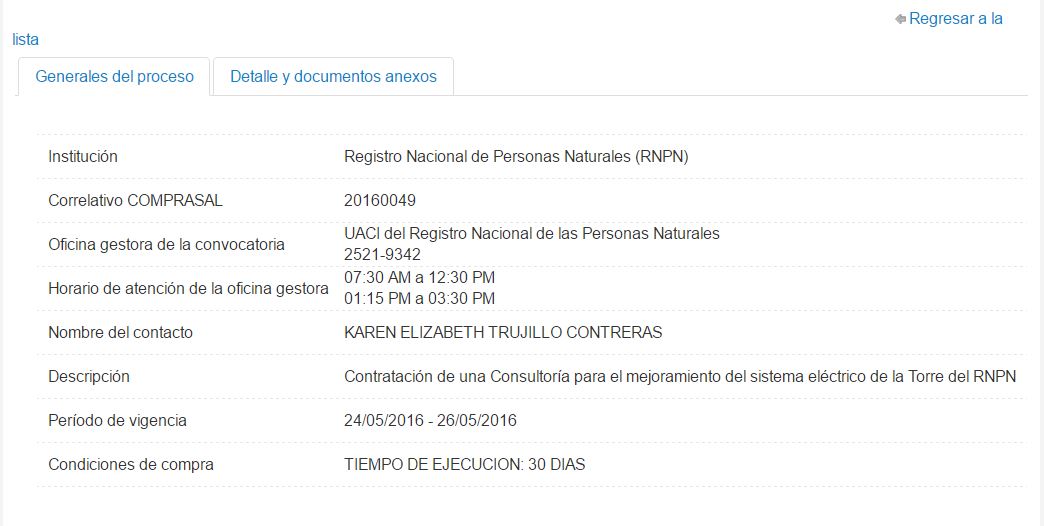 Regresar a la
lista
Generales del proceso
Detalle y documentos anexos
Institución
Registro Nacional de Personas Naturales (RNPN)
Correlativo COMPRASAL
20160049
Oficina gestora de la convocatoria
UACI del Registro Nacional de las Personas Naturales
2521-9342
Horario de atención de la oficina gestora
07:30 AM a 12:30 PM
01:15 PM a 03:30 PM
Nombre del contacto
KAREN ELIZABETH TRUJILLO CONTRERAS
Descripción
Contratación de una Consultoría para el mejoramiento del sistema eléctrico de la Torre del RNPN
Período de vigencia
24/05/2016 - 26/05/2016
Condiciones de compra
TIEMPO DE EJECUCION: 30 DIAS